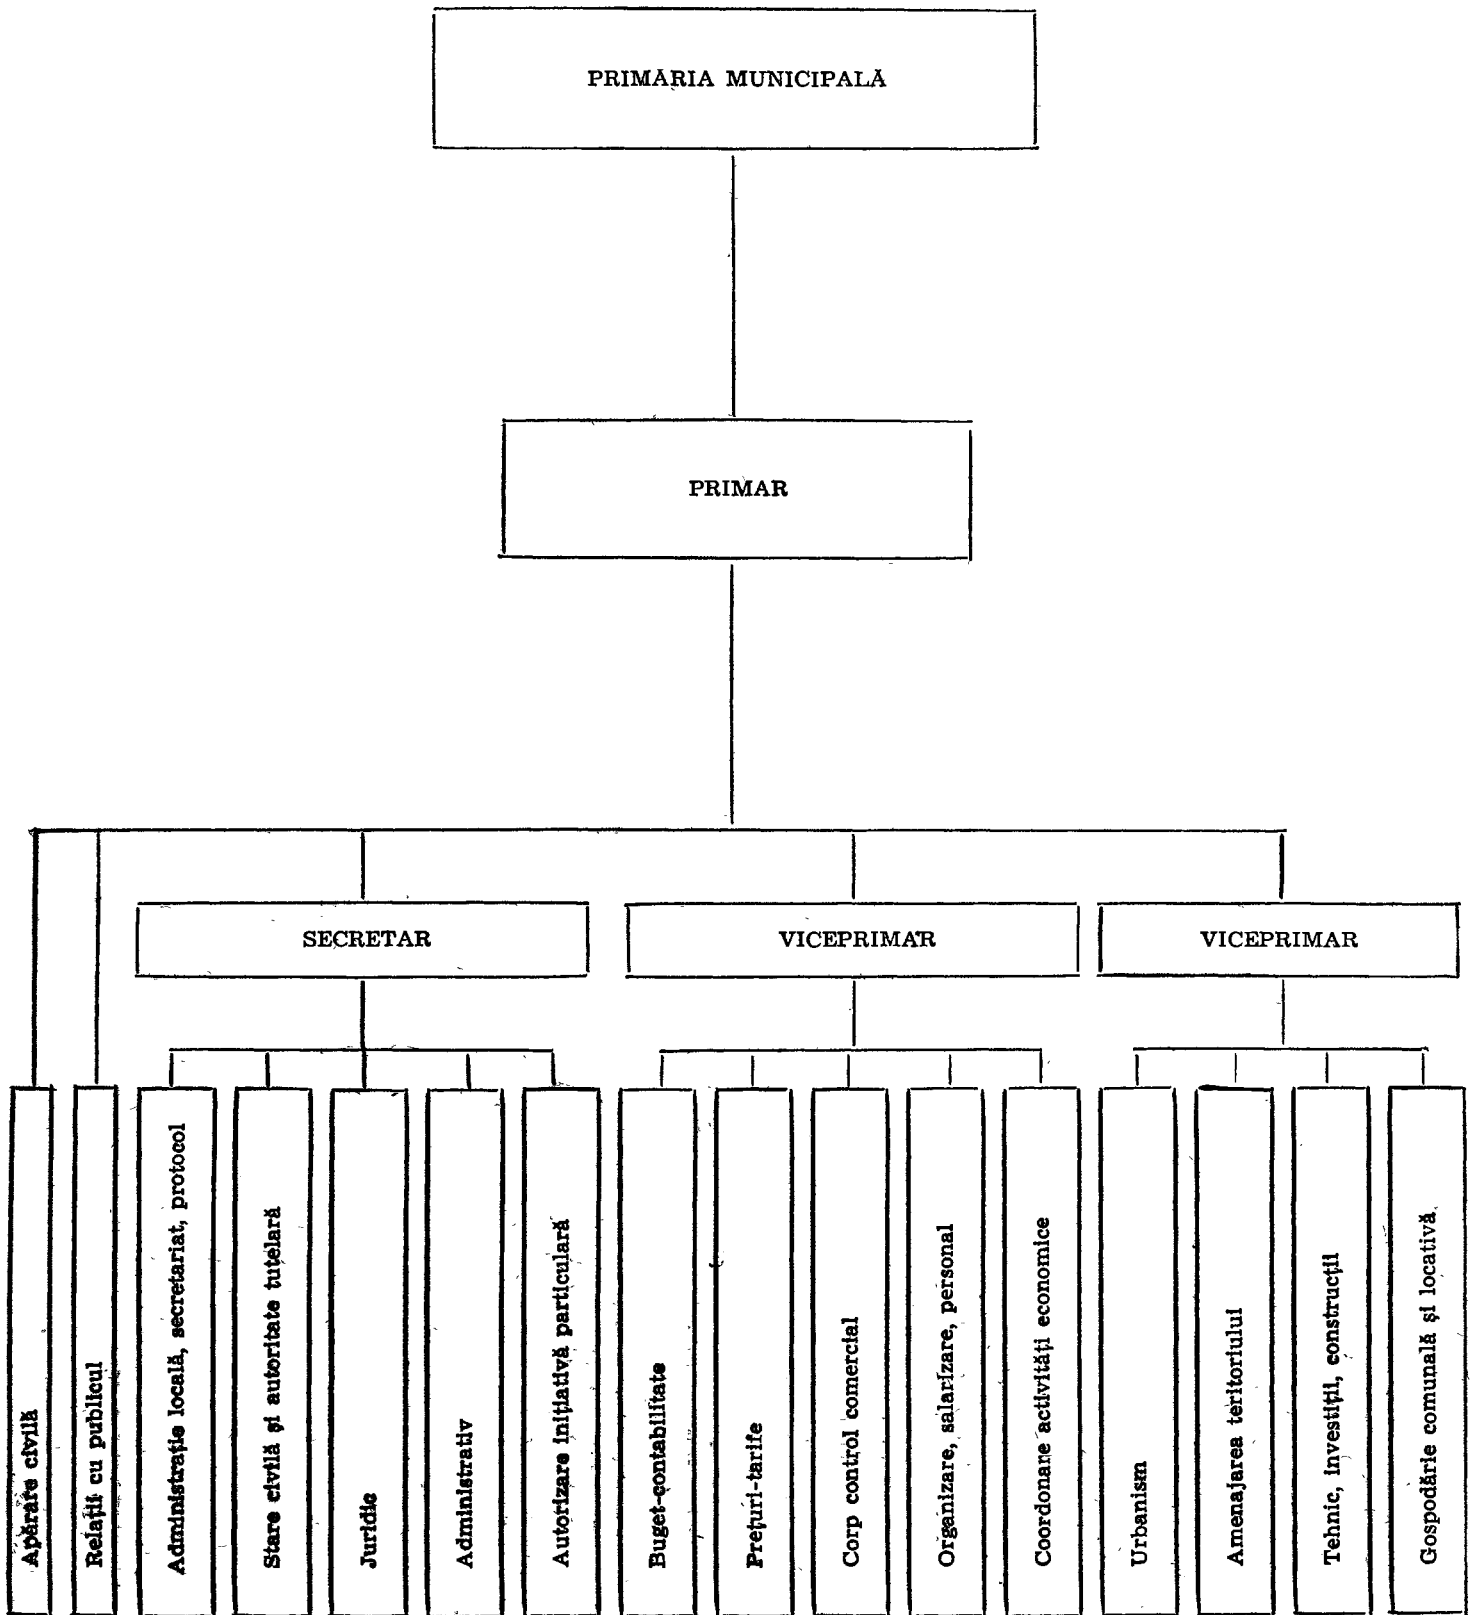 PRIMĂRIA MUNICIPALĂ
PRIMAR
SECRETAR
VICEPRIMAR
VICEPRIMAR
Apărare civilă
Relații cu publicul
Administrație locală, secretariat, protocol
Stare civilă și autoritate tutelară
Juridic
Administrativ
Autorizare inițiativă particulară
Buget-contabilitate
Prețuri-tarife
Corp control comercial
Organizare, salarizare, personal
Coordonare activități economice
Urbanism
Amenajarea teritoriului
Tehnic, investiții, construcții
Gospodărie comunală și locativă